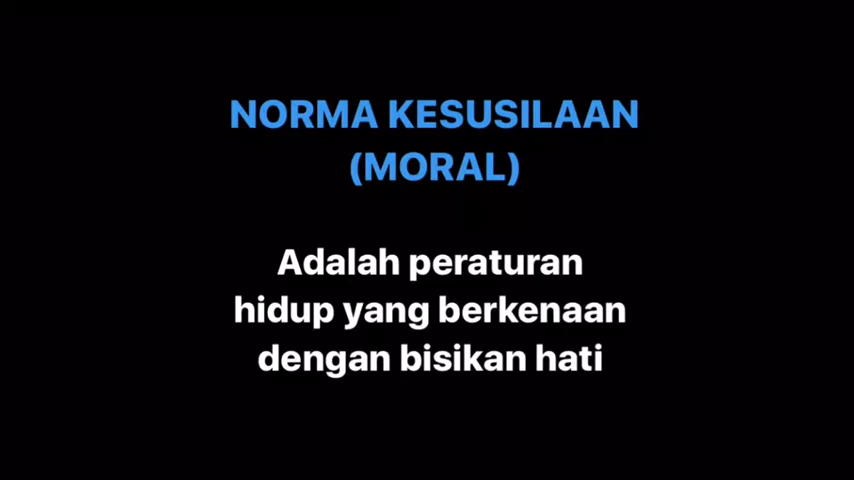 NORMA KESUSILAAN
(MORAL)
Adalah peraturan
hidup yang berkenaan
dengan bisikan hati